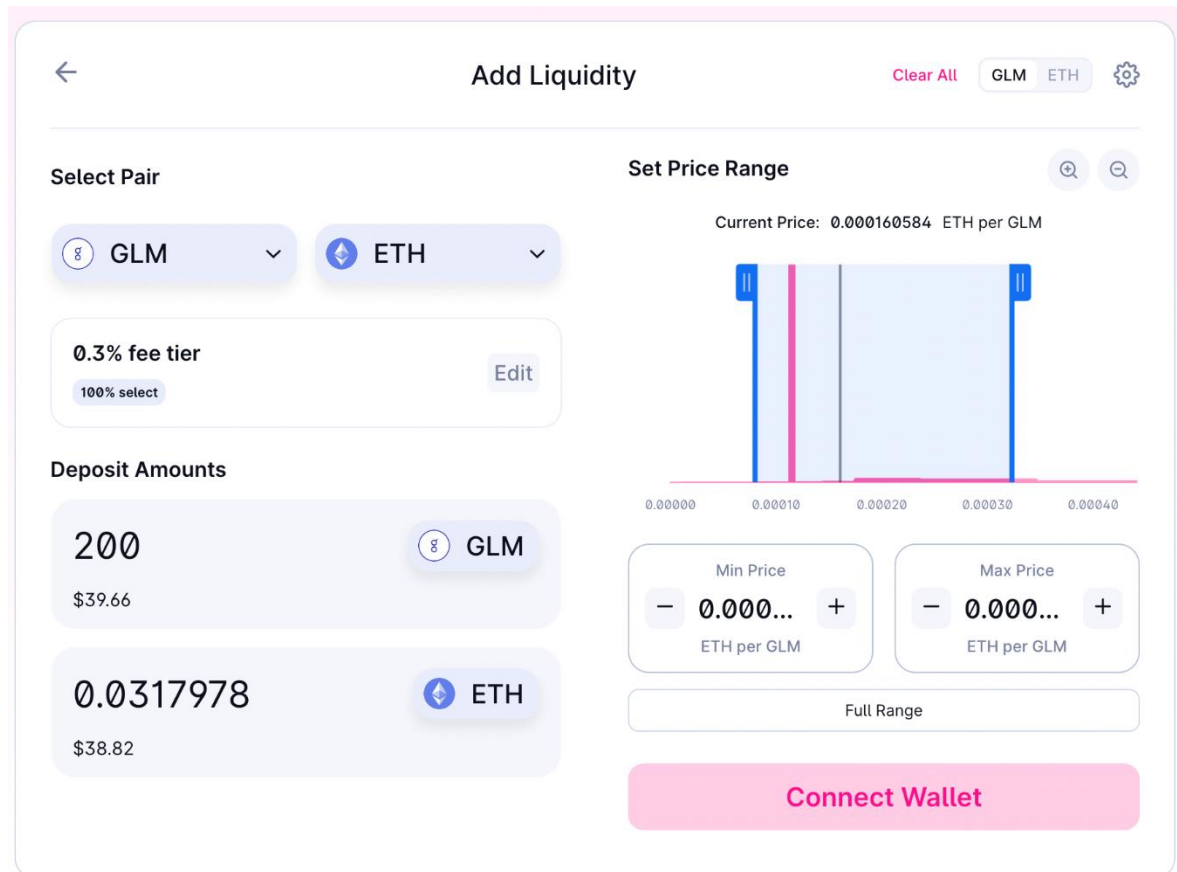 Add Liquidity
Clear All
GLM ETH
Select Pair
GLM
ETH
0.3% fee tier
100% select
Edit
Deposit Amounts
200
GLM
$39.66
0.0317978
ETH
$38.82
Set Price Range
Current Price: 0.000160584 ETH per GLM
0.00000 0.00010 0.00020 0.00030 0.00040
Min Price
− 0.000... +
ETH per GLM
Max Price
− 0.000... +
ETH per GLM
Full Range
Connect Wallet